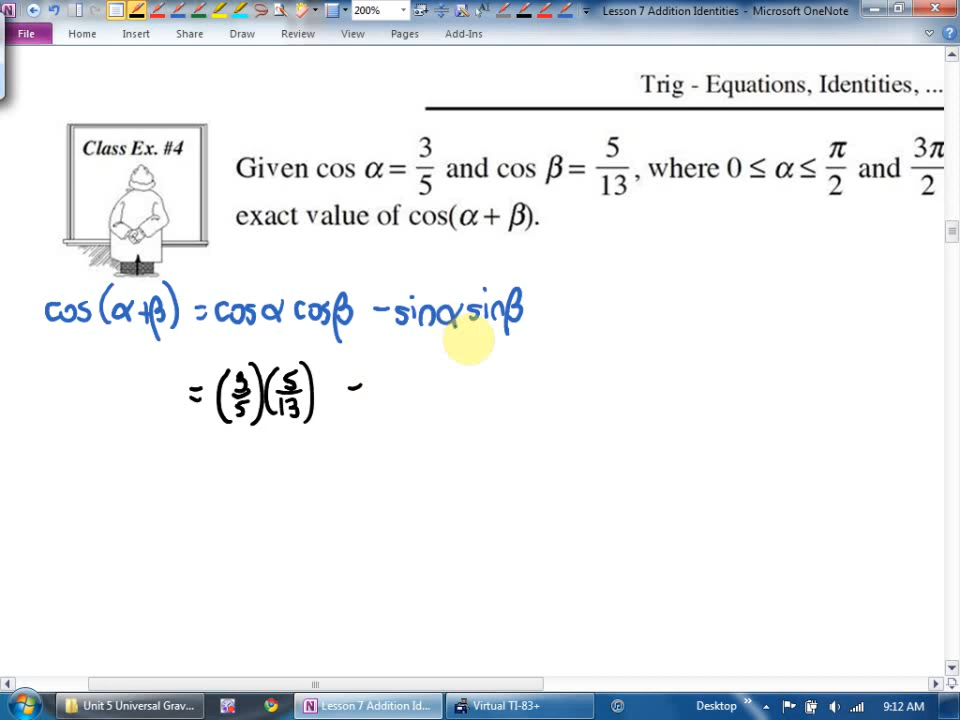 200% Lesson 7 Addition Identities - Microsoft OneNote
File Home Insert Share Draw Review View Pages Add-Ins
Trig - Equations, Identities, ...
Class Ex. #4
Given cos α = 3/5 and cos β = 5/13, where 0 ≤ α ≤ π/2 and 3π/2
exact value of cos(α + β).
cos(α+β) = cosα cosβ - sinα sinβ
= (3/5)(5/13) -
Unit 5 Universal Grav... Lesson 7 Addition Id... Virtual TI-83+ Desktop » 9:12 AM